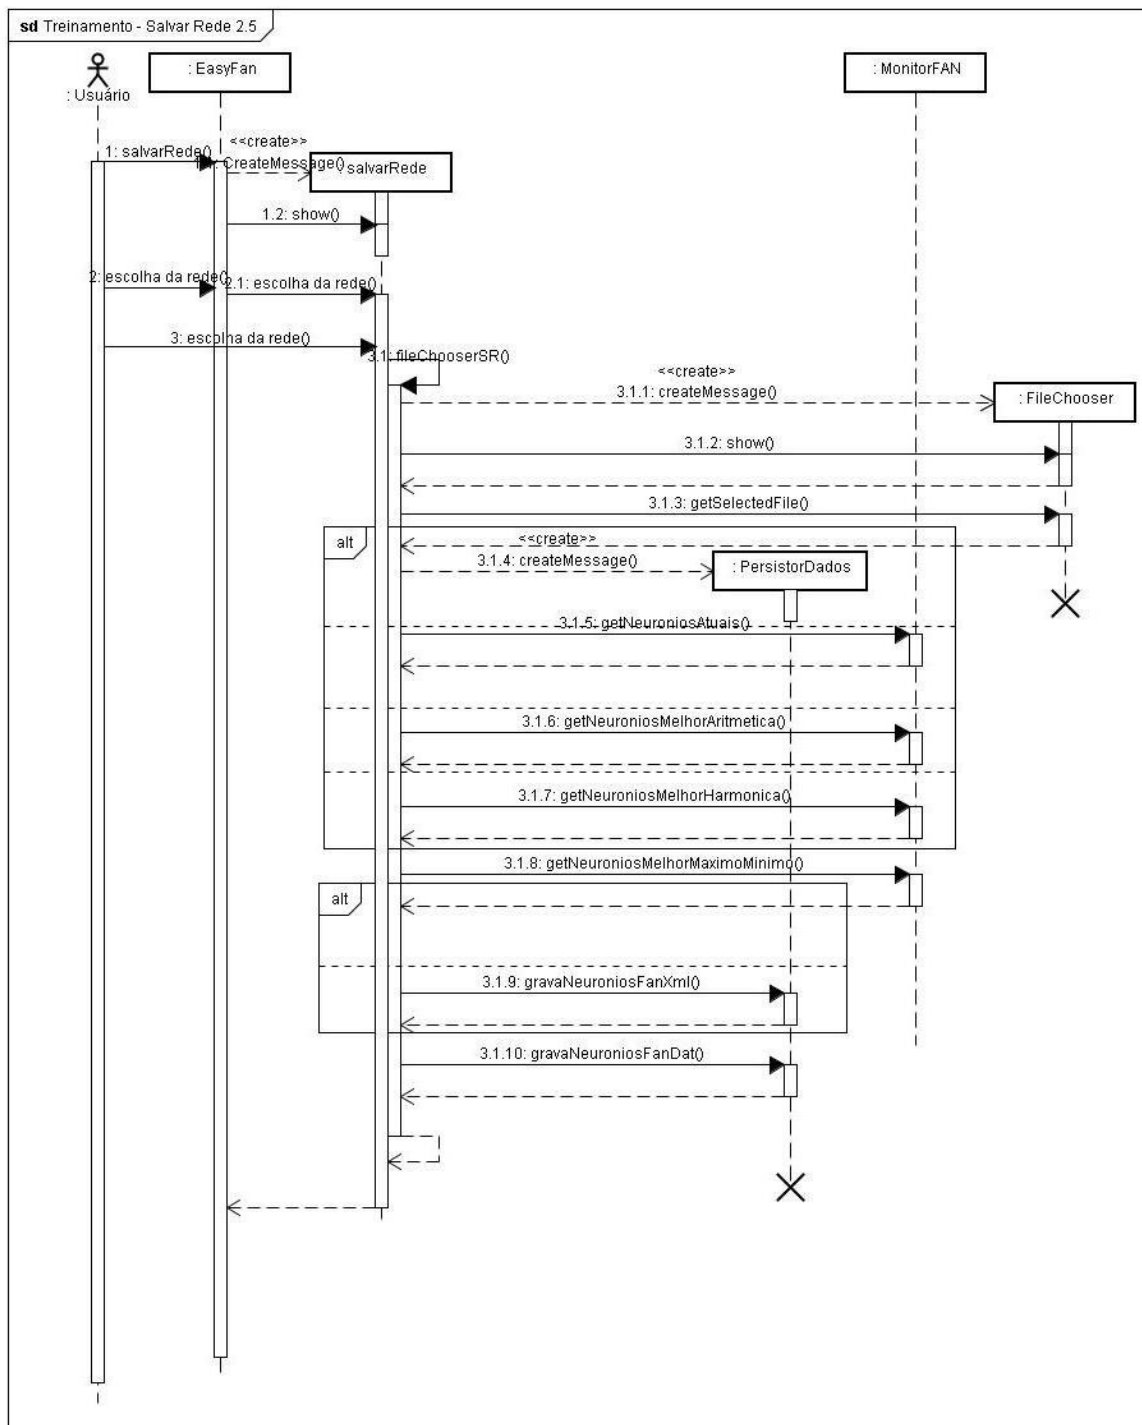 sd Treinamento - Salvar Rede 2.5
: Usuário
: EasyFan
: MonitorFAN
1: salvarRede()
<<create>>
CreateMessage()
: salvarRede
1.2: show()
2: escolha da rede()
2.1: escolha da rede()
3: escolha da rede()
3.1: fileChooserSR()
<<create>>
3.1.1: createMessage()
: FileChooser
3.1.2: show()
3.1.3: getSelectedFile()
alt
<<create>>
3.1.4: createMessage()
: PersistorDados
3.1.5: getNeuroniosAtuais()
3.1.6: getNeuroniosMelhorAritmetica()
3.1.7: getNeuroniosMelhorHarmonica()
3.1.8: getNeuroniosMelhorMaximoMinimo()
alt
3.1.9: gravaNeuroniosFanXml()
3.1.10: gravaNeuroniosFanDat()